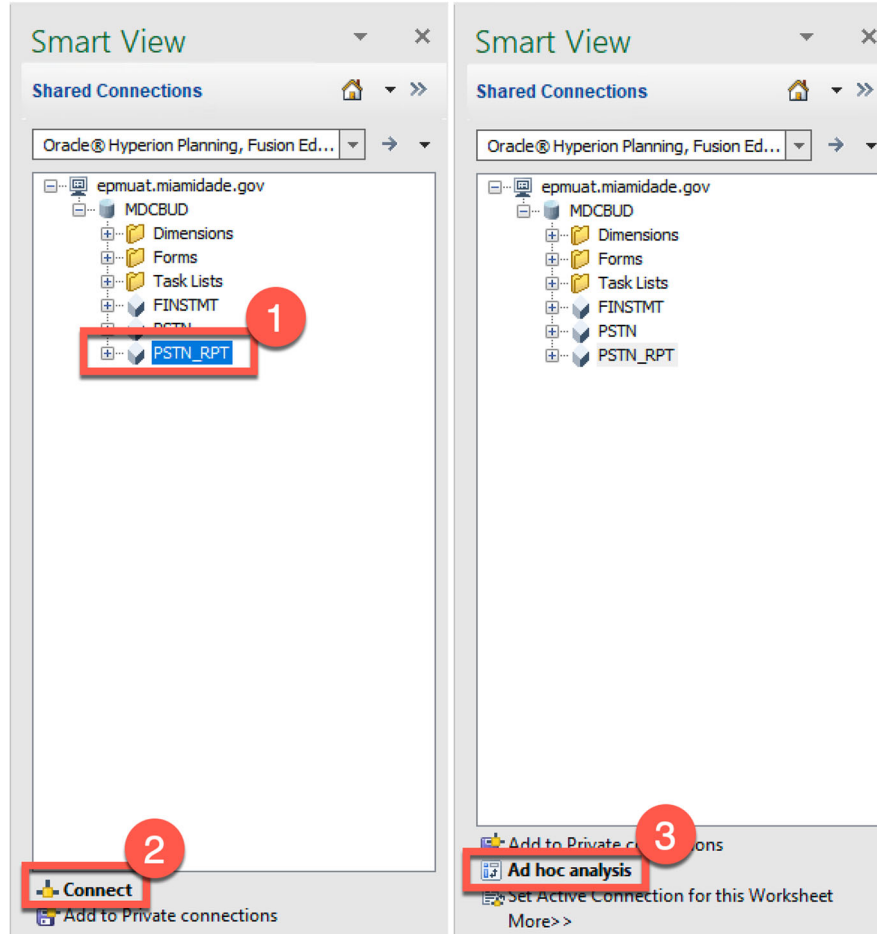 Smart View
Shared Connections
Oracle® Hyperion Planning, Fusion Ed...
epmuat.miamidade.gov
MDCBUD
Dimensions
Forms
Task Lists
FINSTMT
1
PSTN
PSTN_RPT
2
Connect
Add to Private connections
Smart View
Shared Connections
Oracle® Hyperion Planning, Fusion Ed...
epmuat.miamidade.gov
MDCBUD
Dimensions
Forms
Task Lists
FINSTMT
PSTN
PSTN_RPT
3
Add to Private
Ad hoc analysis
Set Active Connection for this Worksheet
More>>